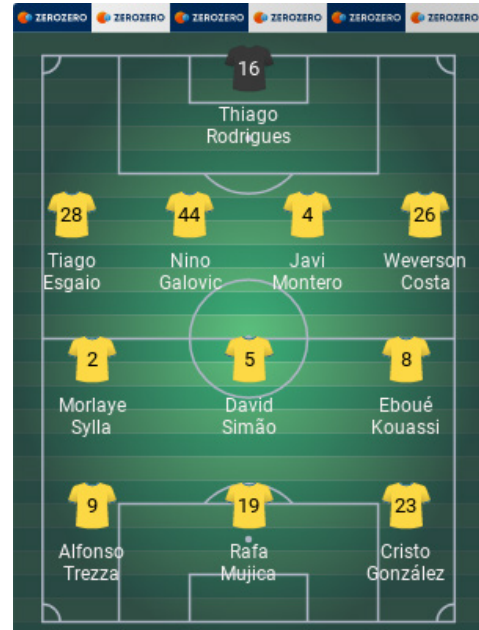 ZEROZERO ZEROZERO ZEROZERO ZEROZERO ZEROZERO ZEROZERO
16
Thiago
Rodrigues
28 44 4 26
Tiago Nino Javi Weverson
Esgaio Galovic Montero Costa
2 5 8
Morlaye David Eboué
Sylla Simão Kouassi
9 19 23
Alfonso Rafa Cristo
Trezza Mujica González